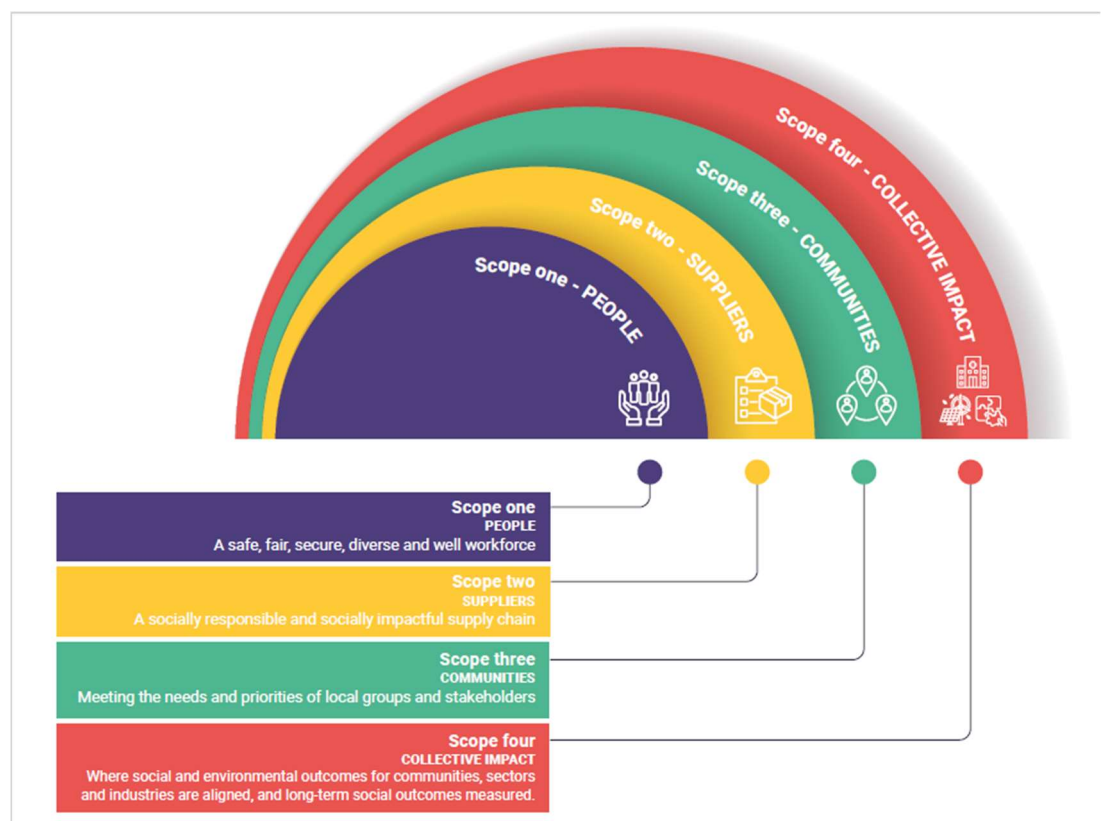 Scope four - COLLECTIVE IMPACT
Scope three - COMMUNITIES
Scope two - SUPPLIERS
Scope one - PEOPLE
Scope one
PEOPLE
A safe, fair, secure, diverse and well workforce
Scope two
SUPPLIERS
A socially responsible and socially impactful supply chain
Scope three
COMMUNITIES
Meeting the needs and priorities of local groups and stakeholders
Scope four
COLLECTIVE IMPACT
Where social and environmental outcomes for communities, sectors
and industries are aligned, and long-term social outcomes measured.